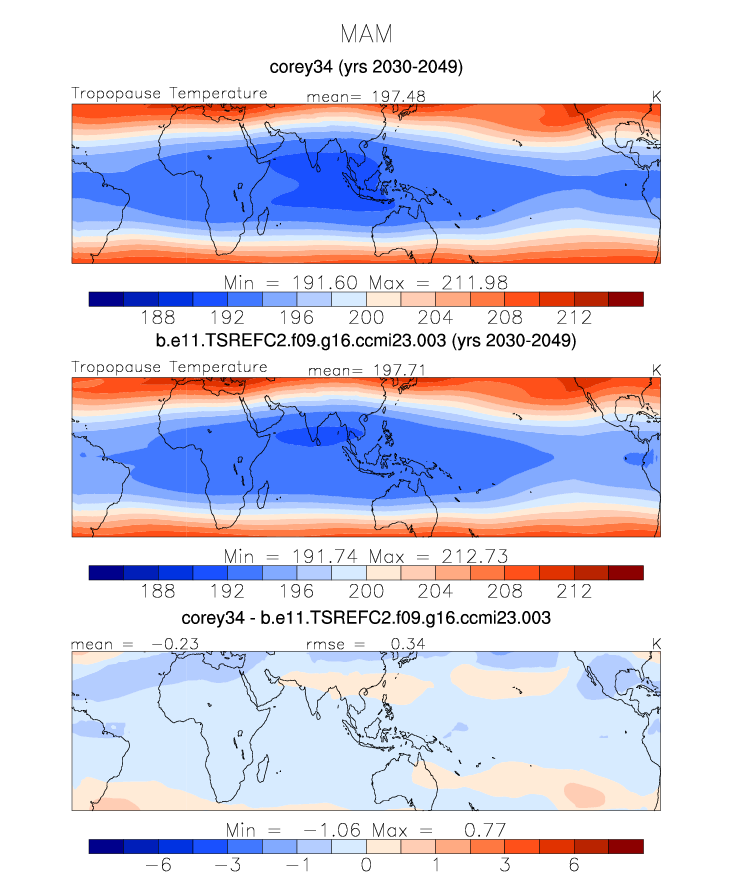 MAM
corey34 (yrs 2030-2049)
Tropopause Temperature mean= 197.48 K
Min = 191.60 Max = 211.98
188 192 196 200 204 208 212
b.e11.TSREFC2.f09.g16.ccmi23.003 (yrs 2030-2049)
Tropopause Temperature mean= 197.71 K
Min = 191.74 Max = 212.73
188 192 196 200 204 208 212
corey34 - b.e11.TSREFC2.f09.g16.ccmi23.003
mean = -0.23 rmse = 0.34 K
Min = -1.06 Max = 0.77
-6 -3 -1 0 1 3 6